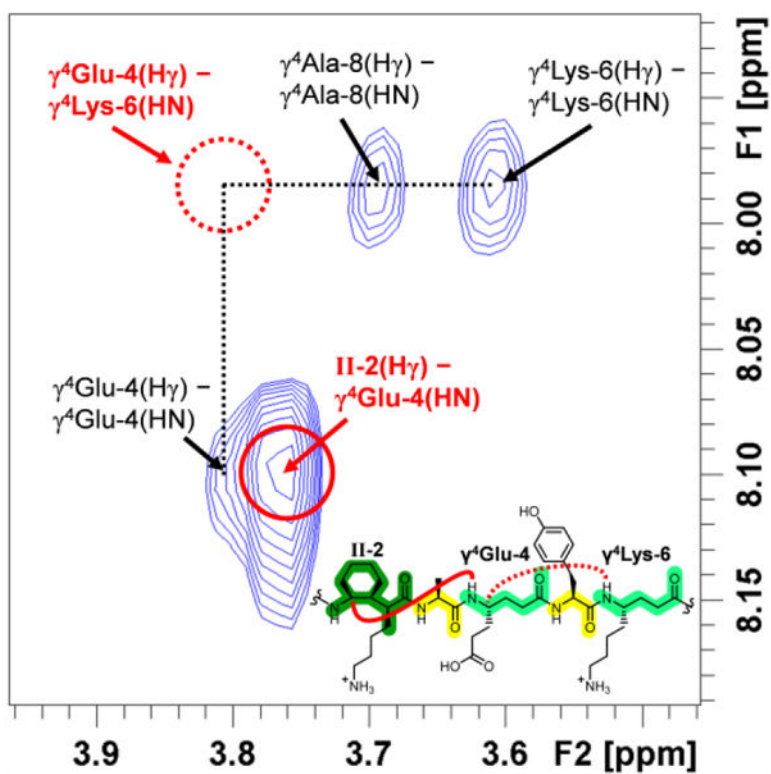 γ⁴Glu-4(Hγ) –
γ⁴Lys-6(HN)
γ⁴Ala-8(Hγ) –
γ⁴Ala-8(HN)
γ⁴Lys-6(Hγ) –
γ⁴Lys-6(HN)
F1 [ppm]
8.00
8.05
8.10
8.15
γ⁴Glu-4(Hγ) –
γ⁴Glu-4(HN)
II-2(Hγ) –
γ⁴Glu-4(HN)
HO
II-2
γ⁴Glu-4
γ⁴Lys-6
O
H
N
O
H
N
O
H
N
O
H
N
O
H
N
O
HO
O
+NH₃
+NH₃
3.9
3.8
3.7
3.6
F2 [ppm]